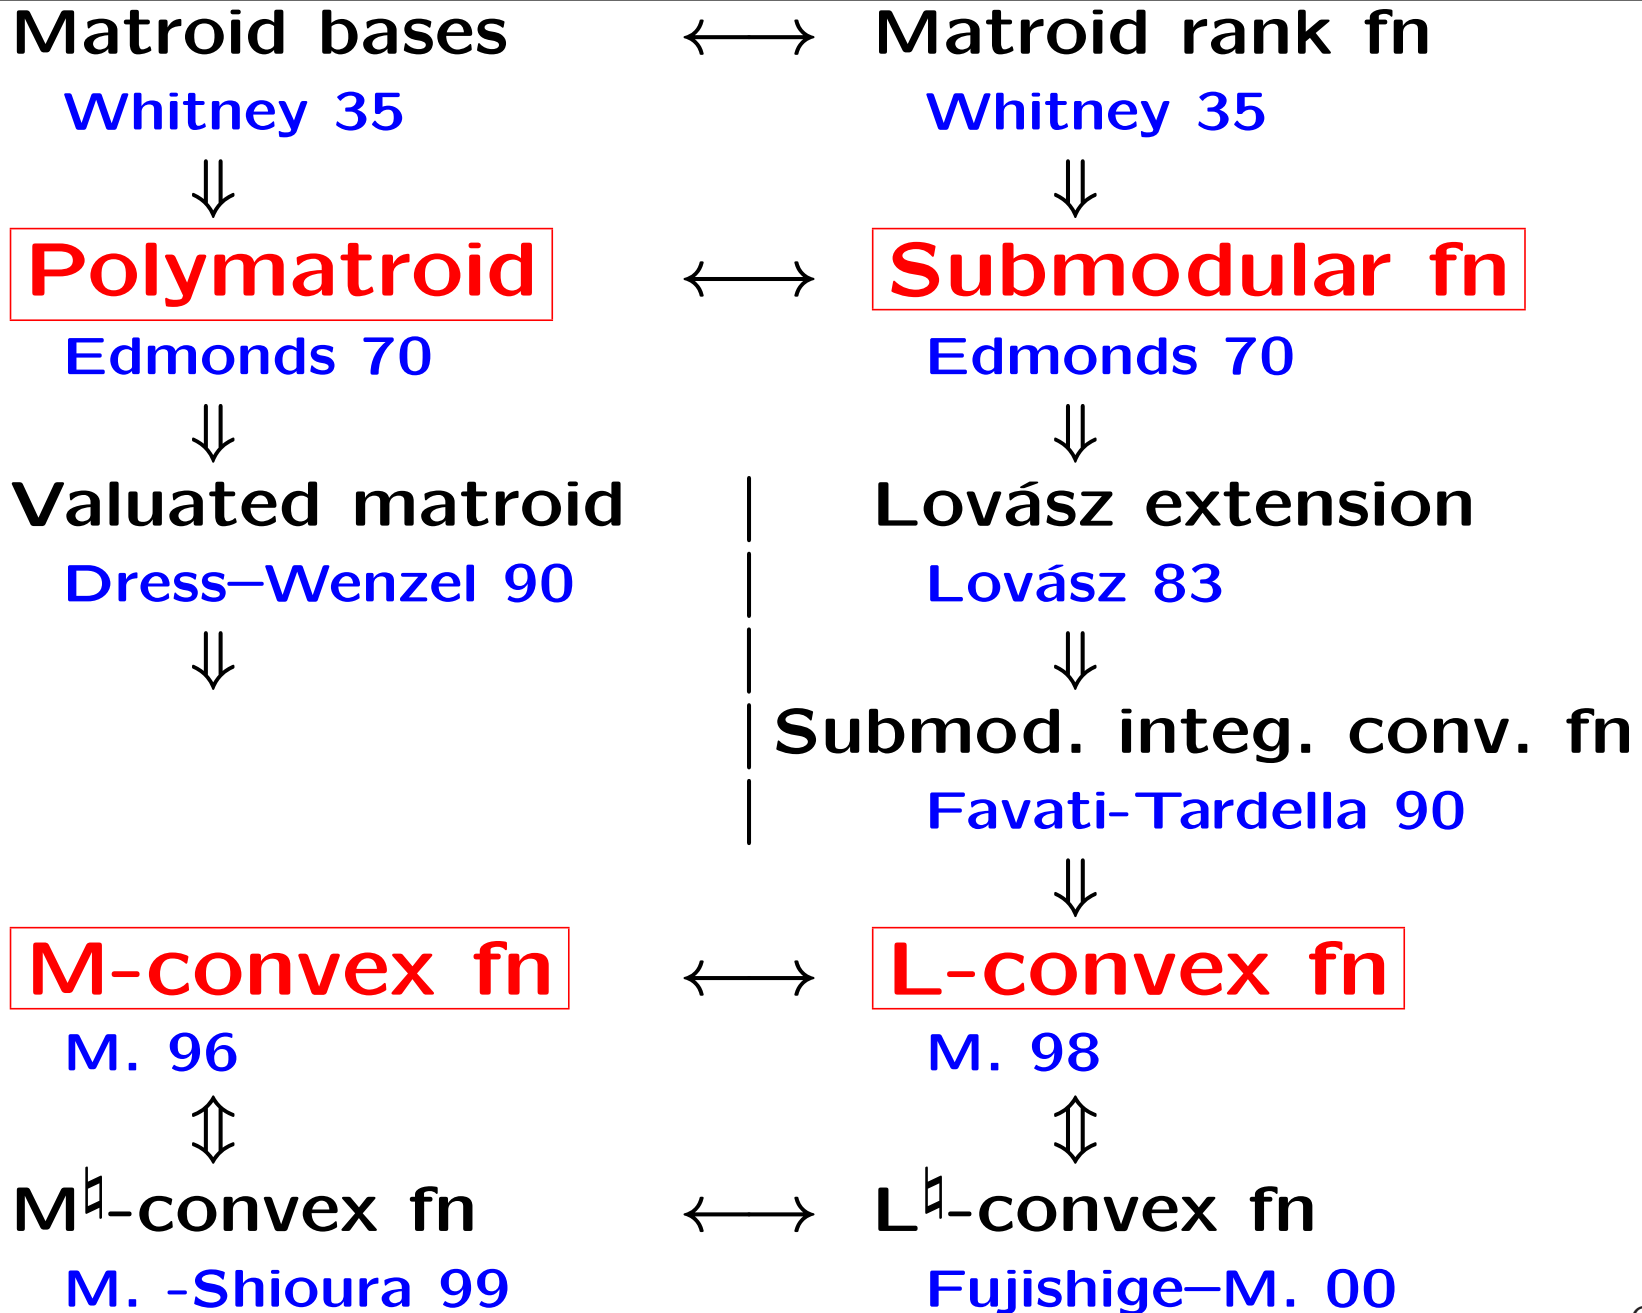 Matroid bases ⟷ Matroid rank fn
Whitney 35 Whitney 35
⇓ ⇓
Polymatroid ⟷ Submodular fn
Edmonds 70 Edmonds 70
⇓ ⇓
Valuated matroid | Lovász extension
Dress–Wenzel 90 | Lovász 83
⇓ | ⇓
| Submod. integ. conv. fn
| Favati-Tardella 90
⇓
M-convex fn ⟷ L-convex fn
M. 96 M. 98
⇕ ⇕
M♮-convex fn ⟷ L♮-convex fn
M. -Shioura 99 Fujishige–M. 00